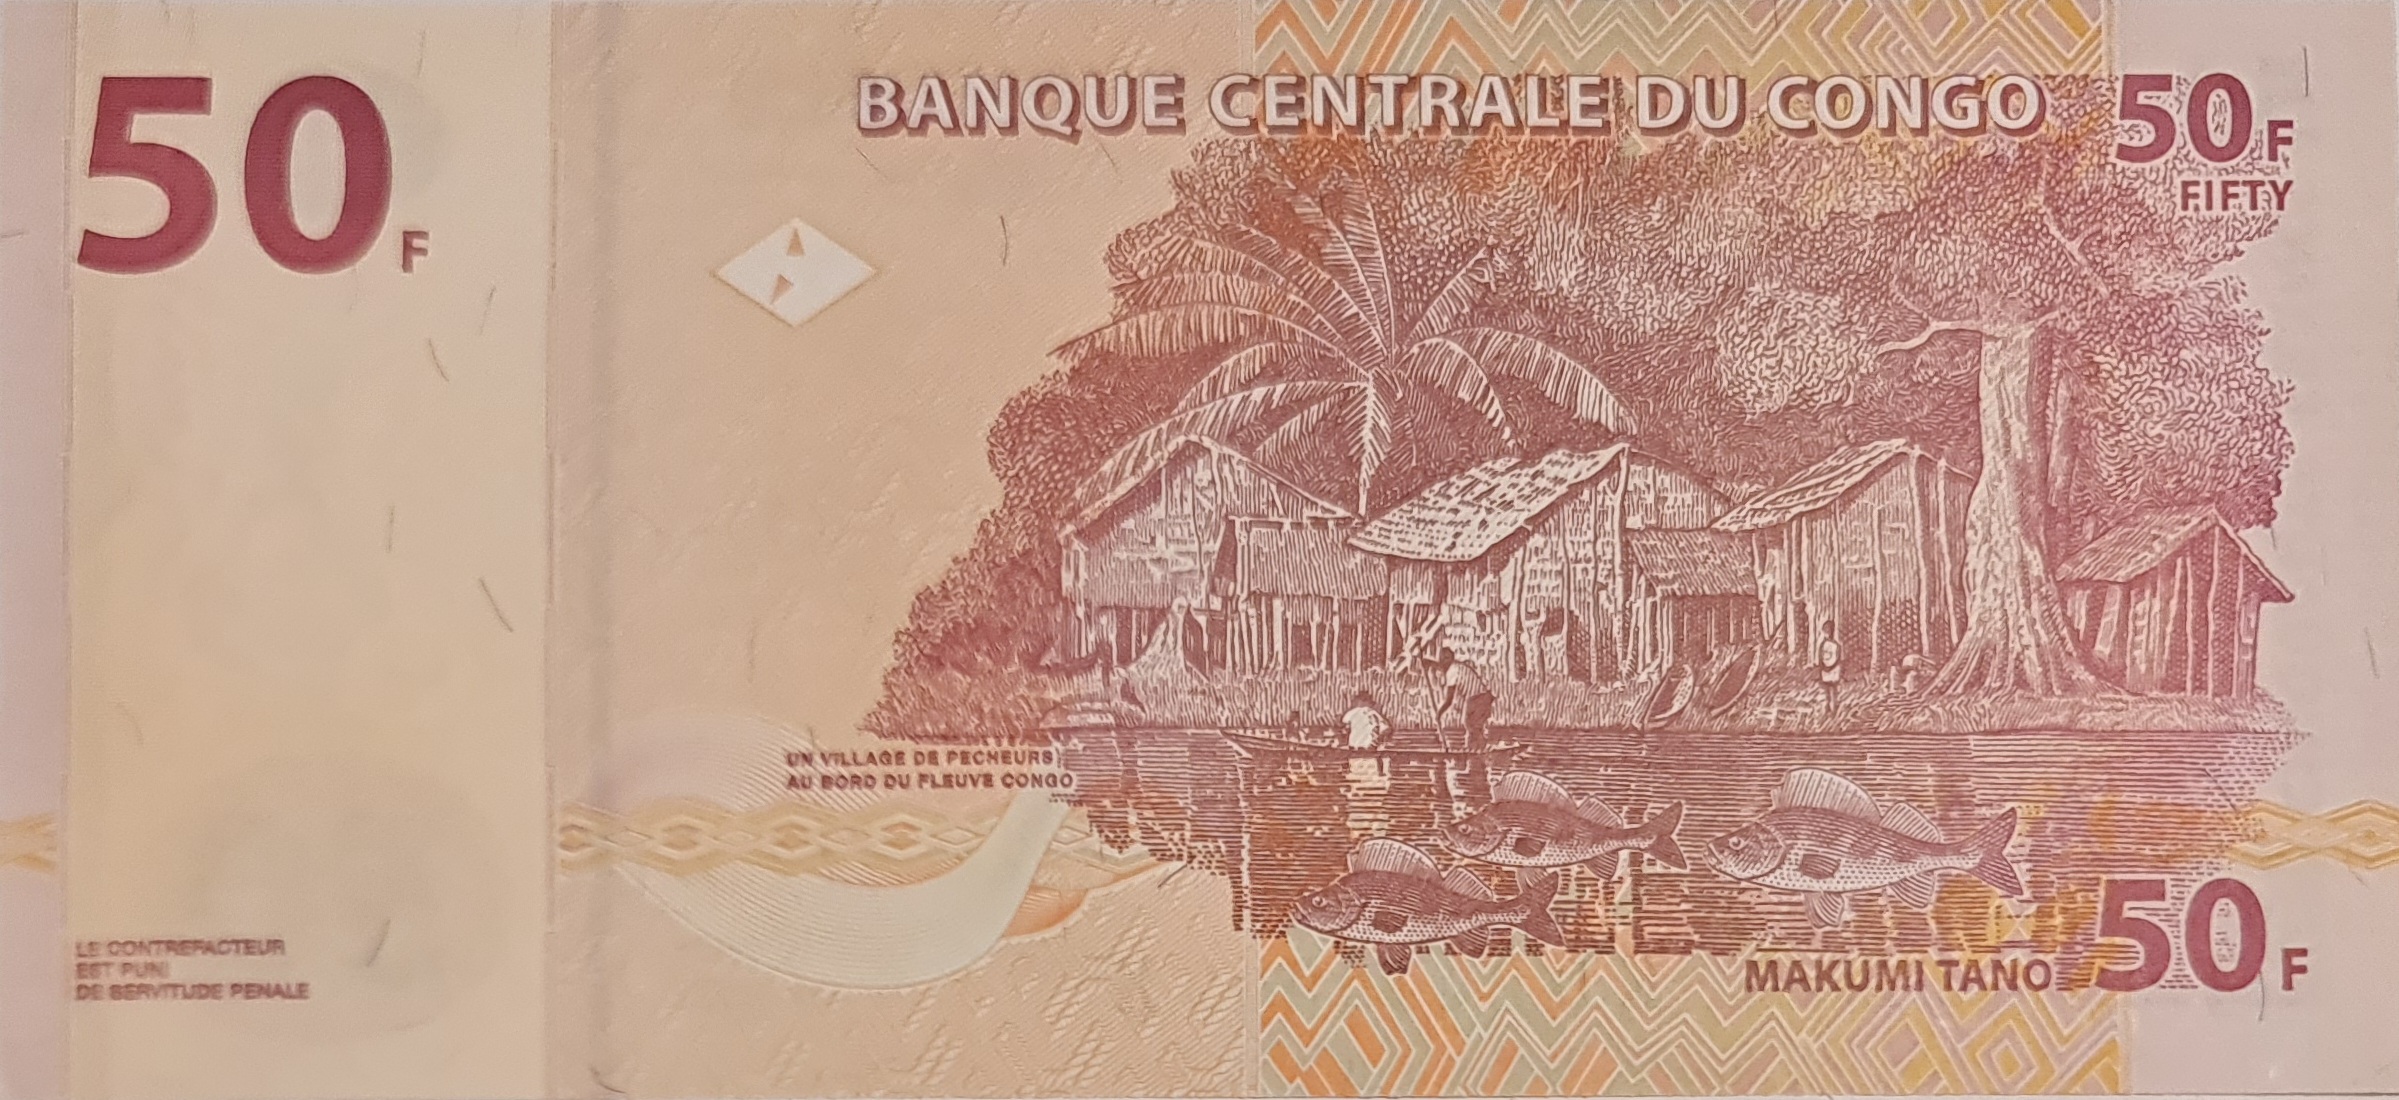 50 F
BANQUE CENTRALE DU CONGO
50 F
FIFTY
UN VILLAGE DE PECHEURS
AU BORD DU FLEUVE CONGO
LE CONTREFACTEUR
EST PUNI
DE SERVITUDE PENALE
MAKUMI TANO
50 F